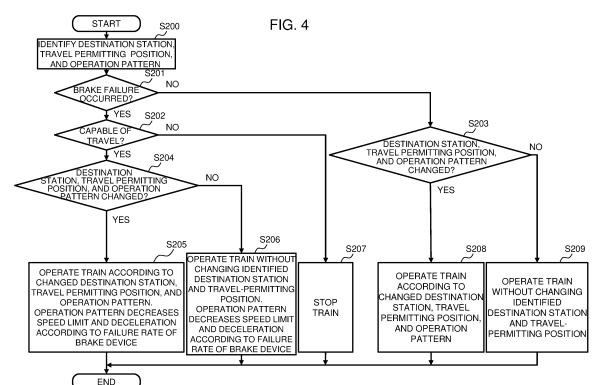 FIG. 4
START
S200
IDENTIFY DESTINATION STATION,
TRAVEL PERMITTING POSITION,
AND OPERATION PATTERN
S201
BRAKE FAILURE
OCCURRED?
NO
YES
S202
CAPABLE OF
TRAVEL?
NO
YES
S203
DESTINATION STATION,
TRAVEL PERMITTING POSITION,
AND OPERATION PATTERN
CHANGED?
NO
YES
S204
DESTINATION
STATION, TRAVEL PERMITTING
POSITION, AND OPERATION
PATTERN CHANGED?
NO
YES
S205
OPERATE TRAIN ACCORDING TO
CHANGED DESTINATION STATION,
TRAVEL PERMITTING POSITION, AND
OPERATION PATTERN.
OPERATION PATTERN DECREASES
SPEED LIMIT AND DECELERATION
ACCORDING TO FAILURE RATE OF
BRAKE DEVICE
S206
OPERATE TRAIN WITHOUT
CHANGING IDENTIFIED
DESTINATION STATION
AND TRAVEL-PERMITTING
POSITION.
OPERATION PATTERN
DECREASES SPEED LIMIT
AND DECELERATION
ACCORDING TO FAILURE
RATE OF BRAKE DEVICE
S207
STOP
TRAIN
S208
OPERATE TRAIN
ACCORDING TO
CHANGED DESTINATION
STATION, TRAVEL
PERMITTING POSITION,
AND OPERATION
PATTERN
S209
OPERATE TRAIN
WITHOUT CHANGING
IDENTIFIED
DESTINATION STATION
AND TRAVEL-
PERMITTING POSITION
END